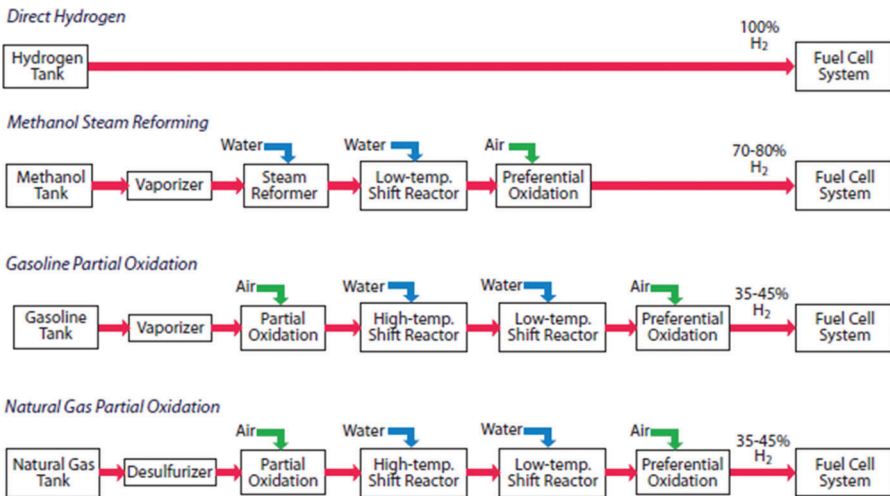 Direct Hydrogen
100%
H2
Hydrogen
Tank
Fuel Cell
System
Methanol Steam Reforming
Water
Water
Air
70-80%
H2
Methanol
Tank
Vaporizer
Steam
Reformer
Low-temp.
Shift Reactor
Preferential
Oxidation
Fuel Cell
System
Gasoline Partial Oxidation
Air
Water
Water
Air
35-45%
H2
Gasoline
Tank
Vaporizer
Partial
Oxidation
High-temp.
Shift Reactor
Low-temp.
Shift Reactor
Preferential
Oxidation
Fuel Cell
System
Natural Gas Partial Oxidation
Air
Water
Water
Air
35-45%
H2
Natural Gas
Tank
Desulfurizer
Partial
Oxidation
High-temp.
Shift Reactor
Low-temp.
Shift Reactor
Preferential
Oxidation
Fuel Cell
System